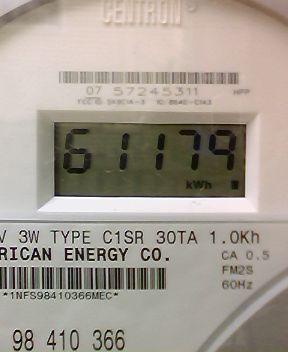 CENTRON®
07 57245311 HPP
61179
kWh
V 3W TYPE C1SR 30TA 1.0Kh
RICAN ENERGY CO.
CA 0.5
FM2S
60Hz
*1NFS98410366MEC*
98 410 366